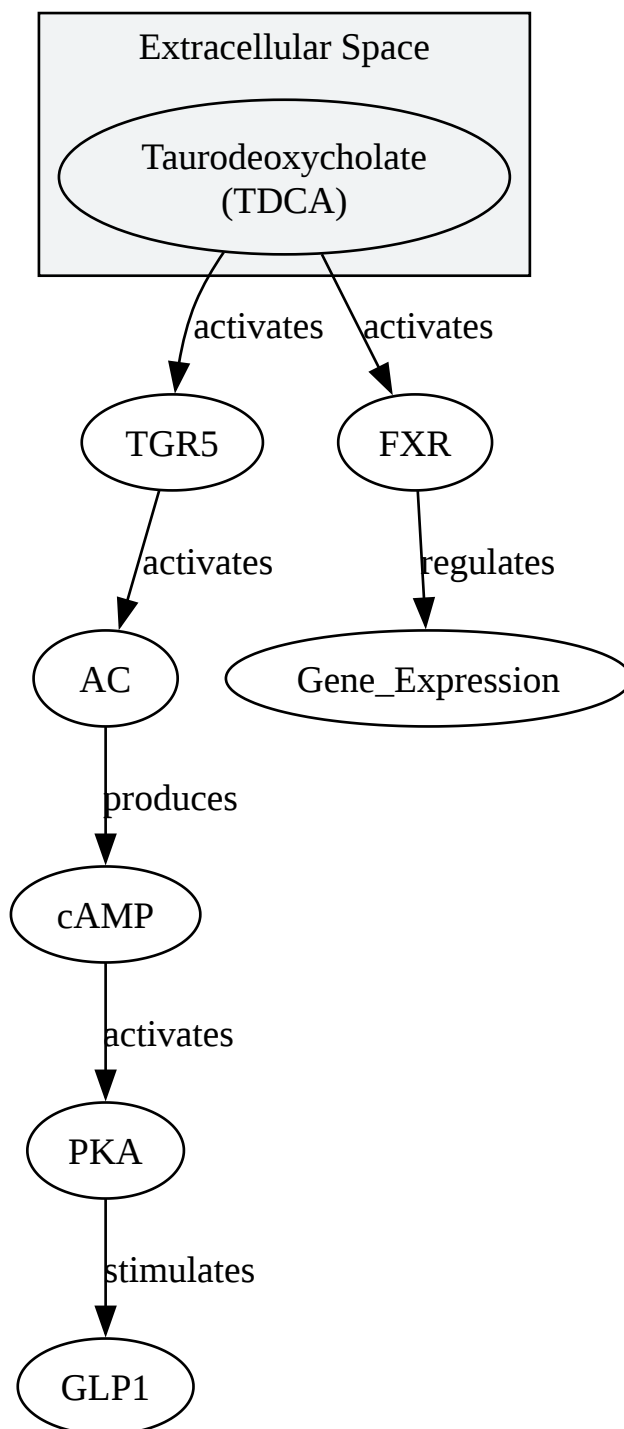 Extracellular Space
Taurodeoxycholate
(TDCA)
activates
activates
TGR5
FXR
activates
regulates
AC
Gene_Expression
produces
cAMP
activates
PKA
stimulates
GLP1